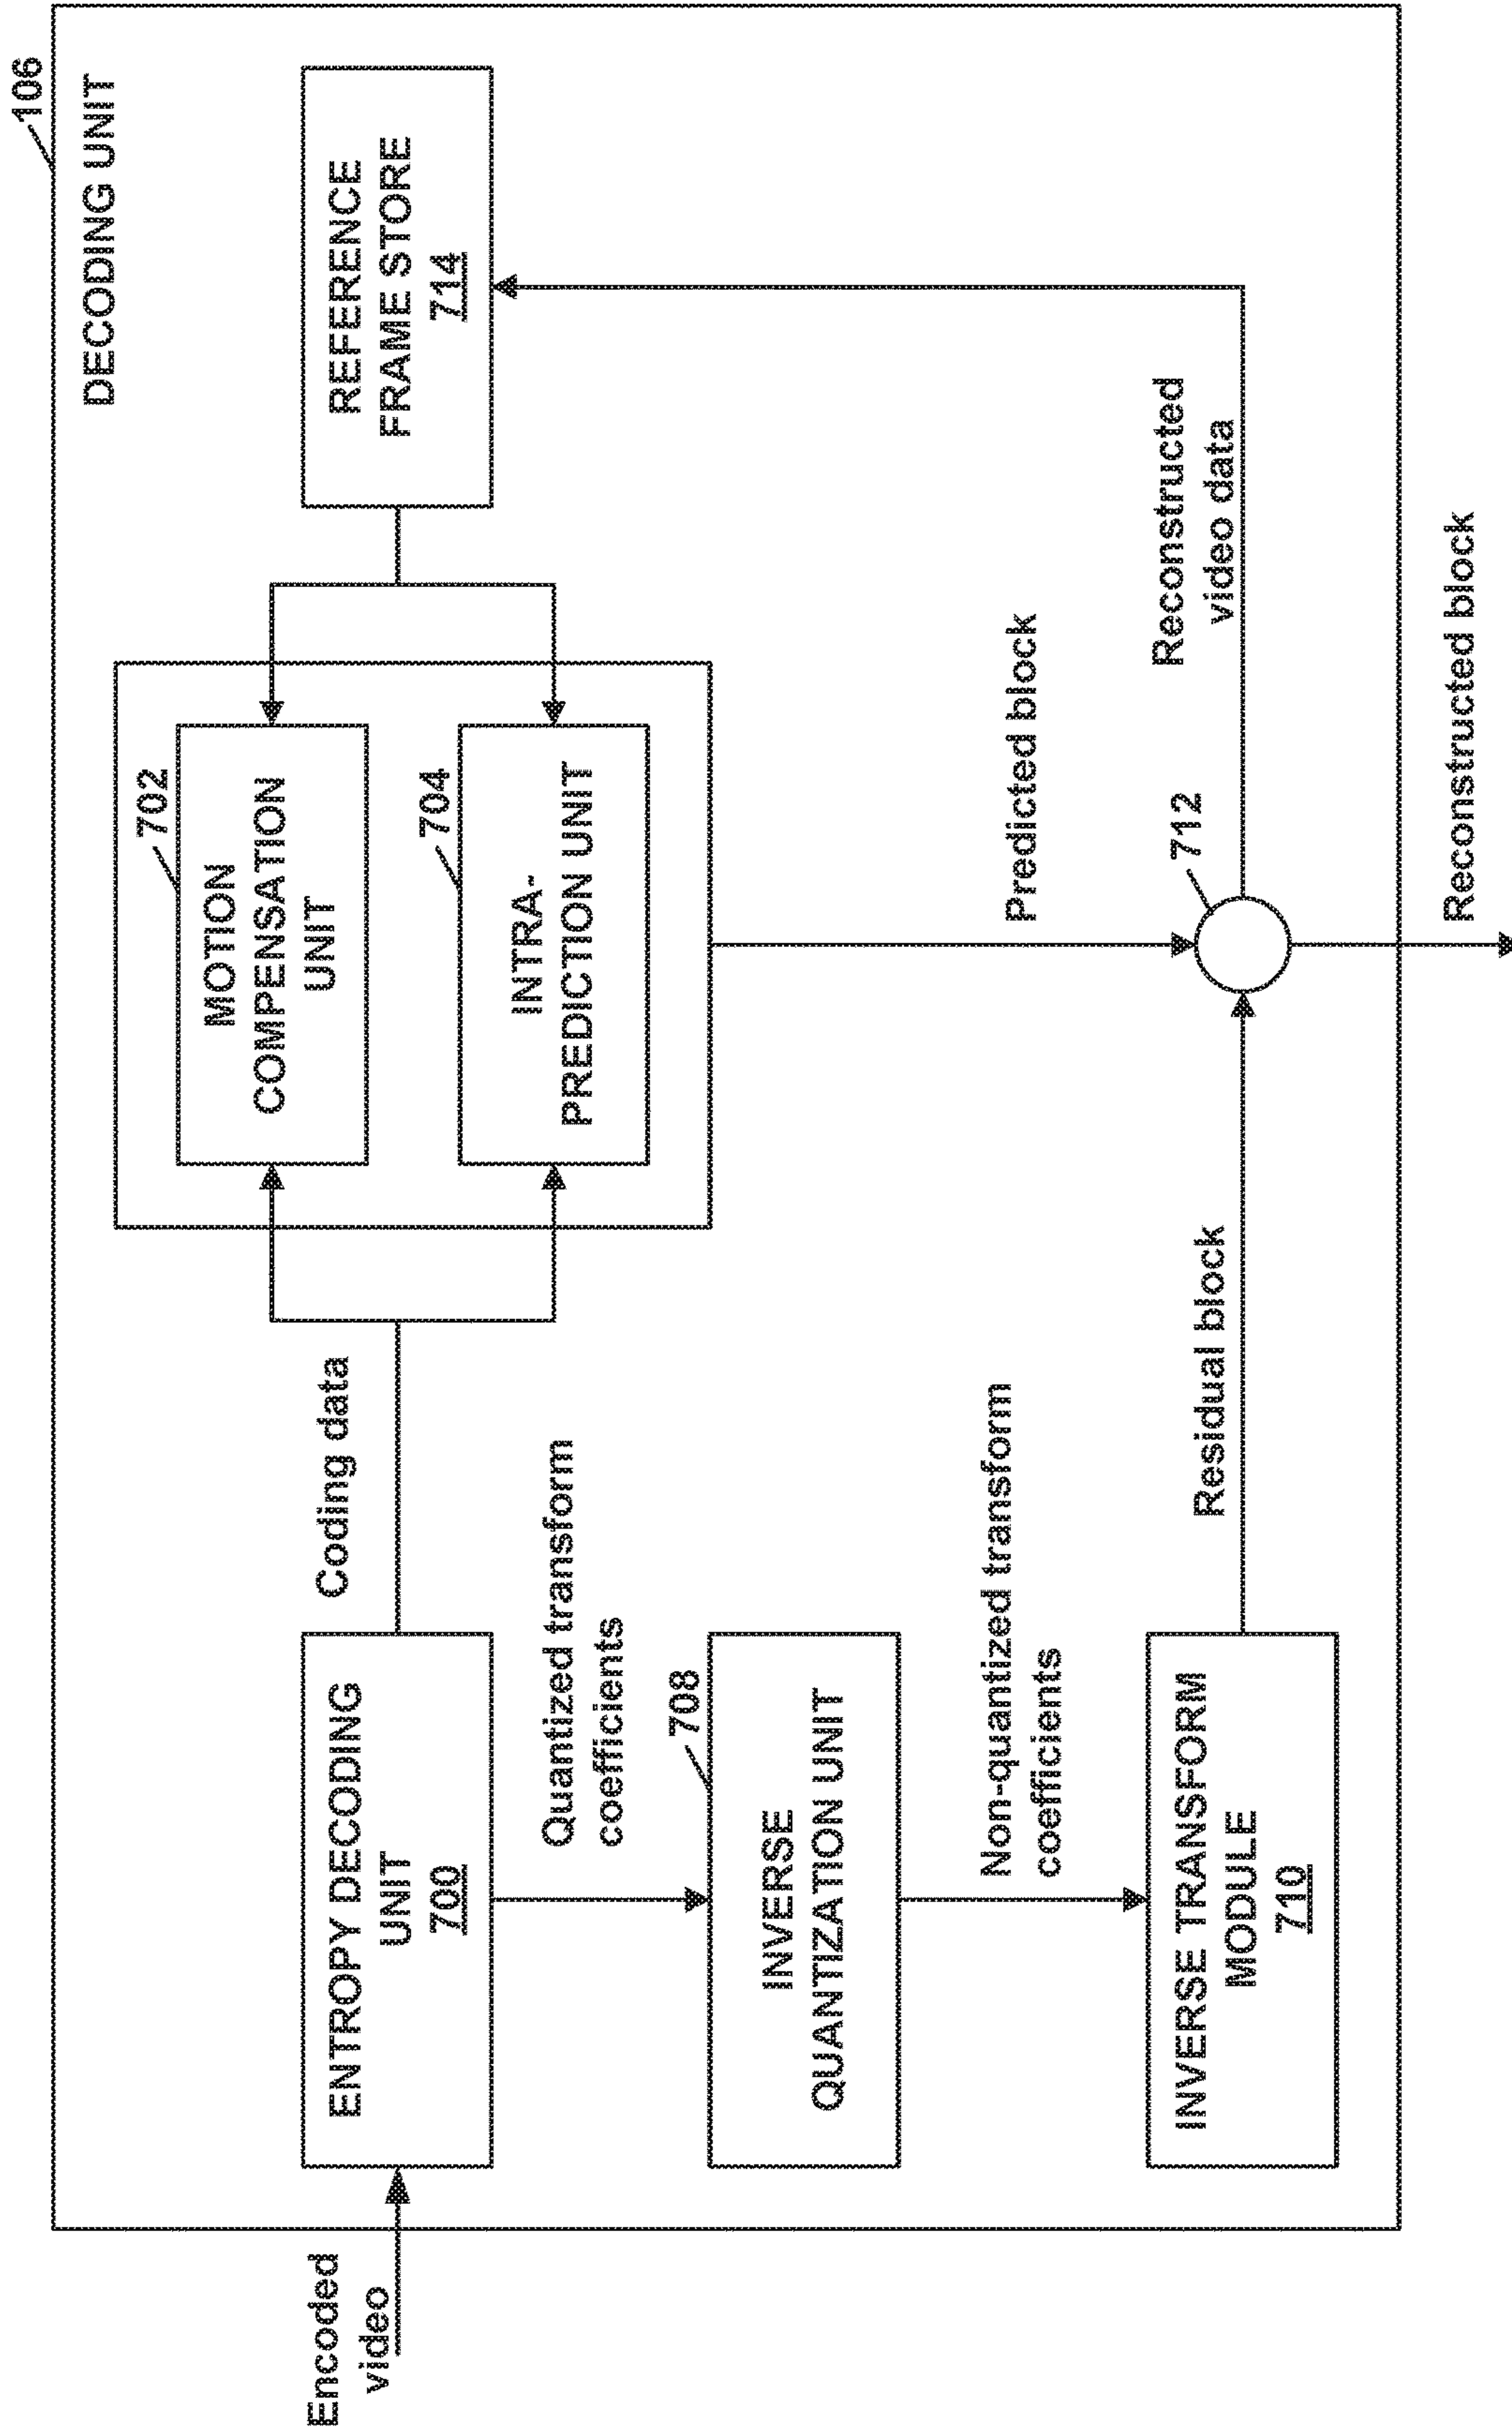 106
DECODING UNIT
Encoded
video
ENTROPY DECODING
UNIT
700
Coding data
702
MOTION
COMPENSATION
UNIT
704
INTRA-
PREDICTION UNIT
REFERENCE
FRAME STORE
714
Quantized transform
coefficients
708
INVERSE
QUANTIZATION UNIT
Non-quantized transform
coefficients
INVERSE TRANSFORM
MODULE
710
Residual block
Predicted block
712
Reconstructed
video data
Reconstructed block